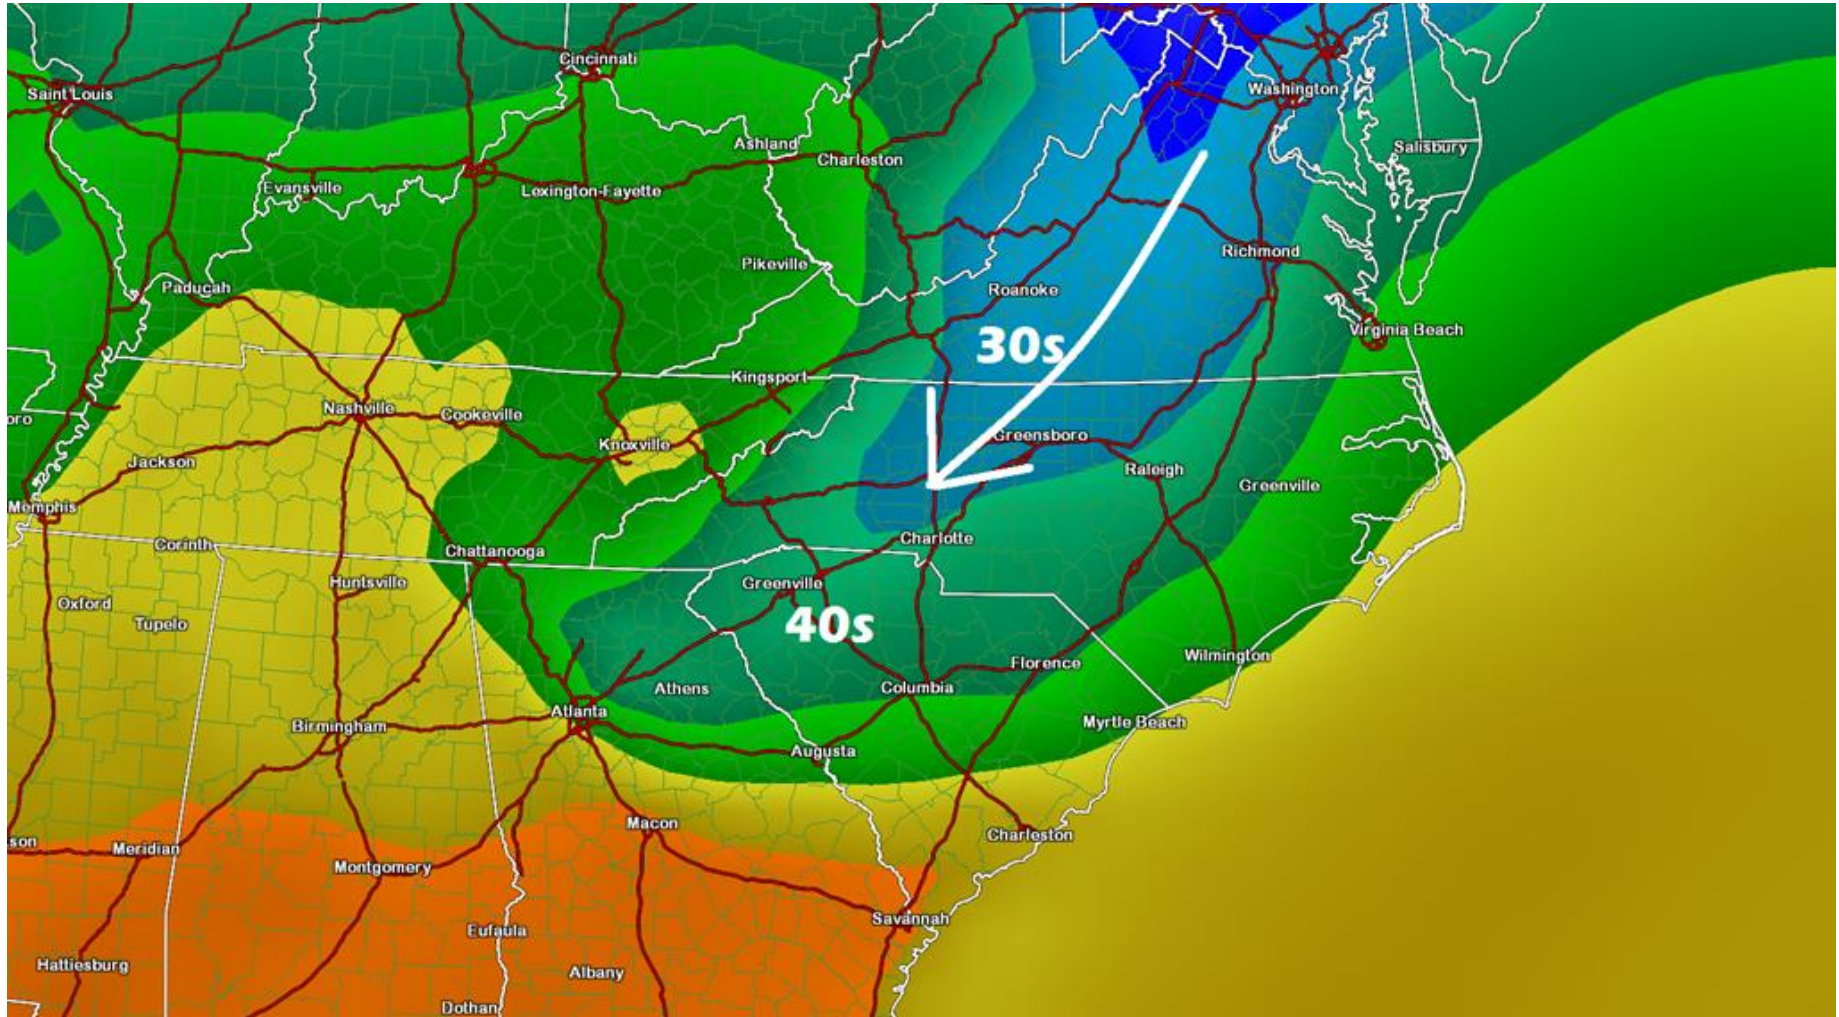 Cincinnati
Saint Louis
Washington
Ashland
Charleston
Salisbury
Evansville
Lexington-Fayette
Richmond
Pikeville
Paducah
Roanoke
Virginia Beach
30s
Kingsport
Nashville
Cookeville
oro
Knoxville
Greensboro
Jackson
Raleigh
Greenville
Memphis
Charlotte
Corinth
Chattanooga
Huntsville
Greenville
Oxford
Tupelo
40s
Wilmington
Florence
Athens
Columbia
Atlanta
Myrtle Beach
Birmingham
Augusta
Macon
Charleston
son
Meridian
Montgomery
Savannah
Eufaula
Hattiesburg
Albany
Dothan